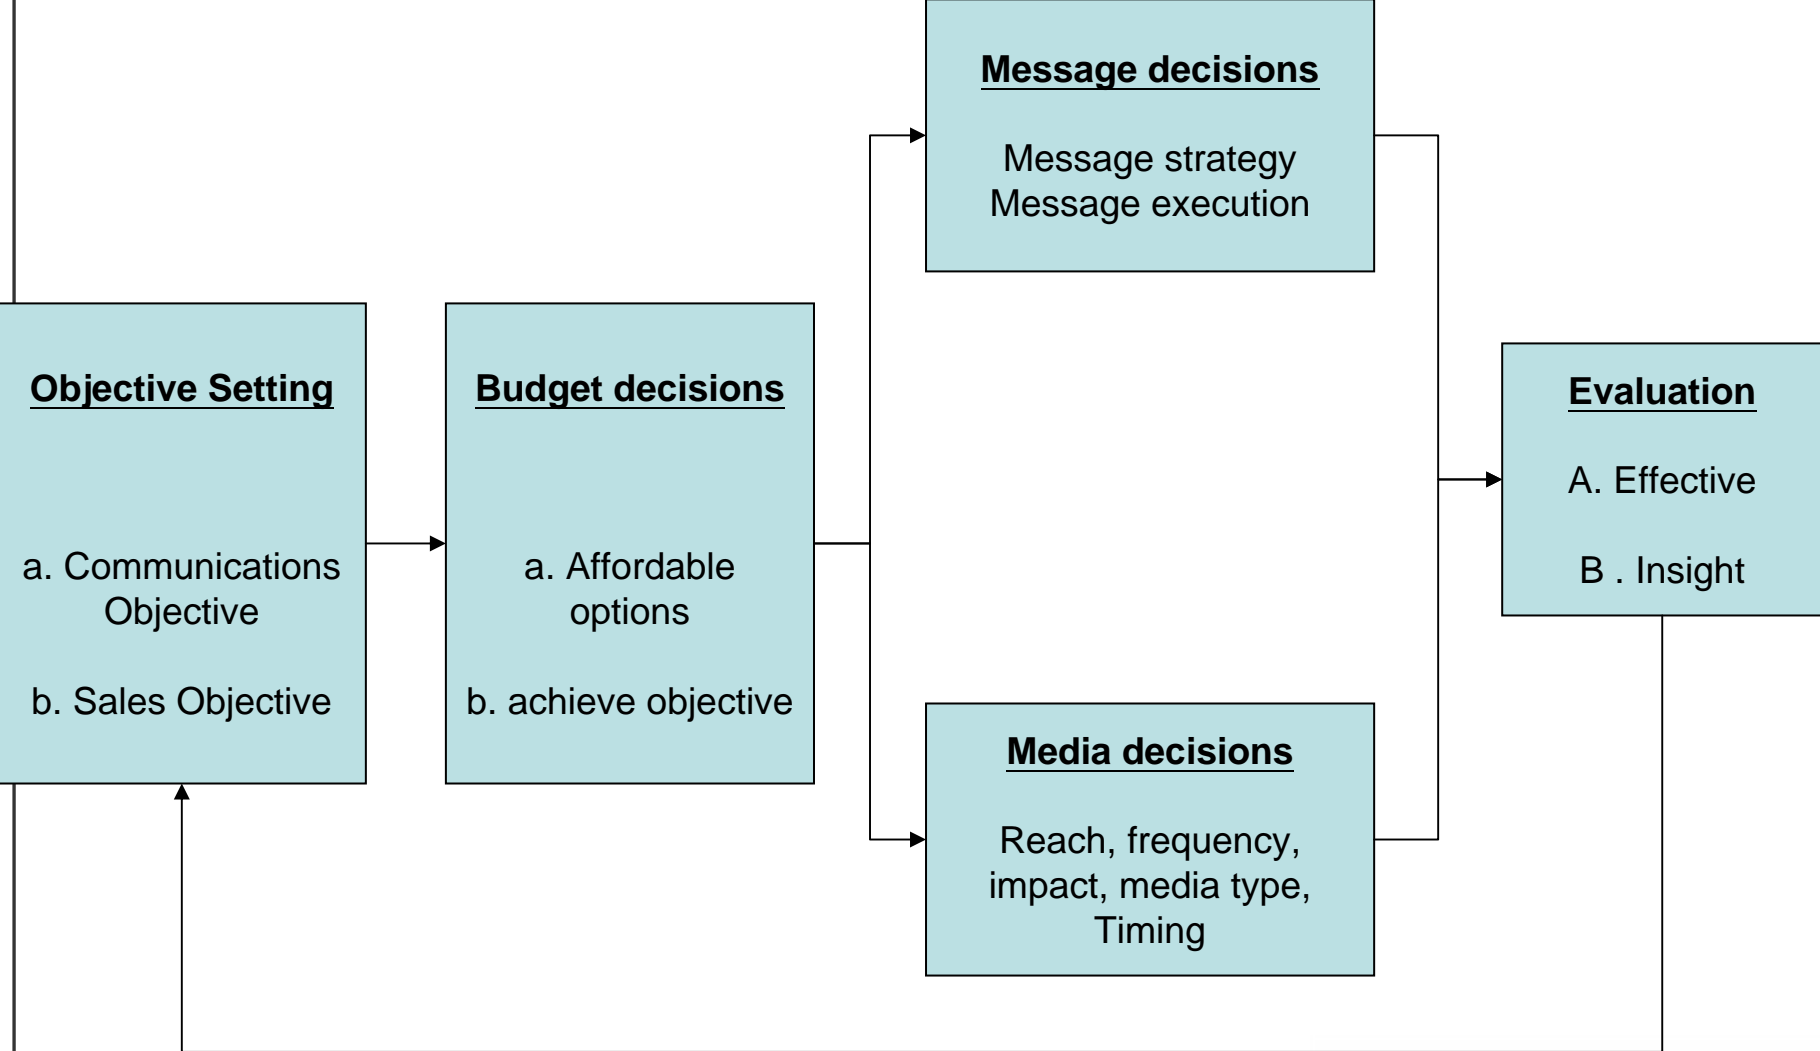 Message decisions
Message strategy
Message execution
Objective Setting
a. Communications
Objective
b. Sales Objective
Budget decisions
a. Affordable
options
b. achieve objective
Media decisions
Reach, frequency,
impact, media type,
Timing
Evaluation
A. Effective
B . Insight